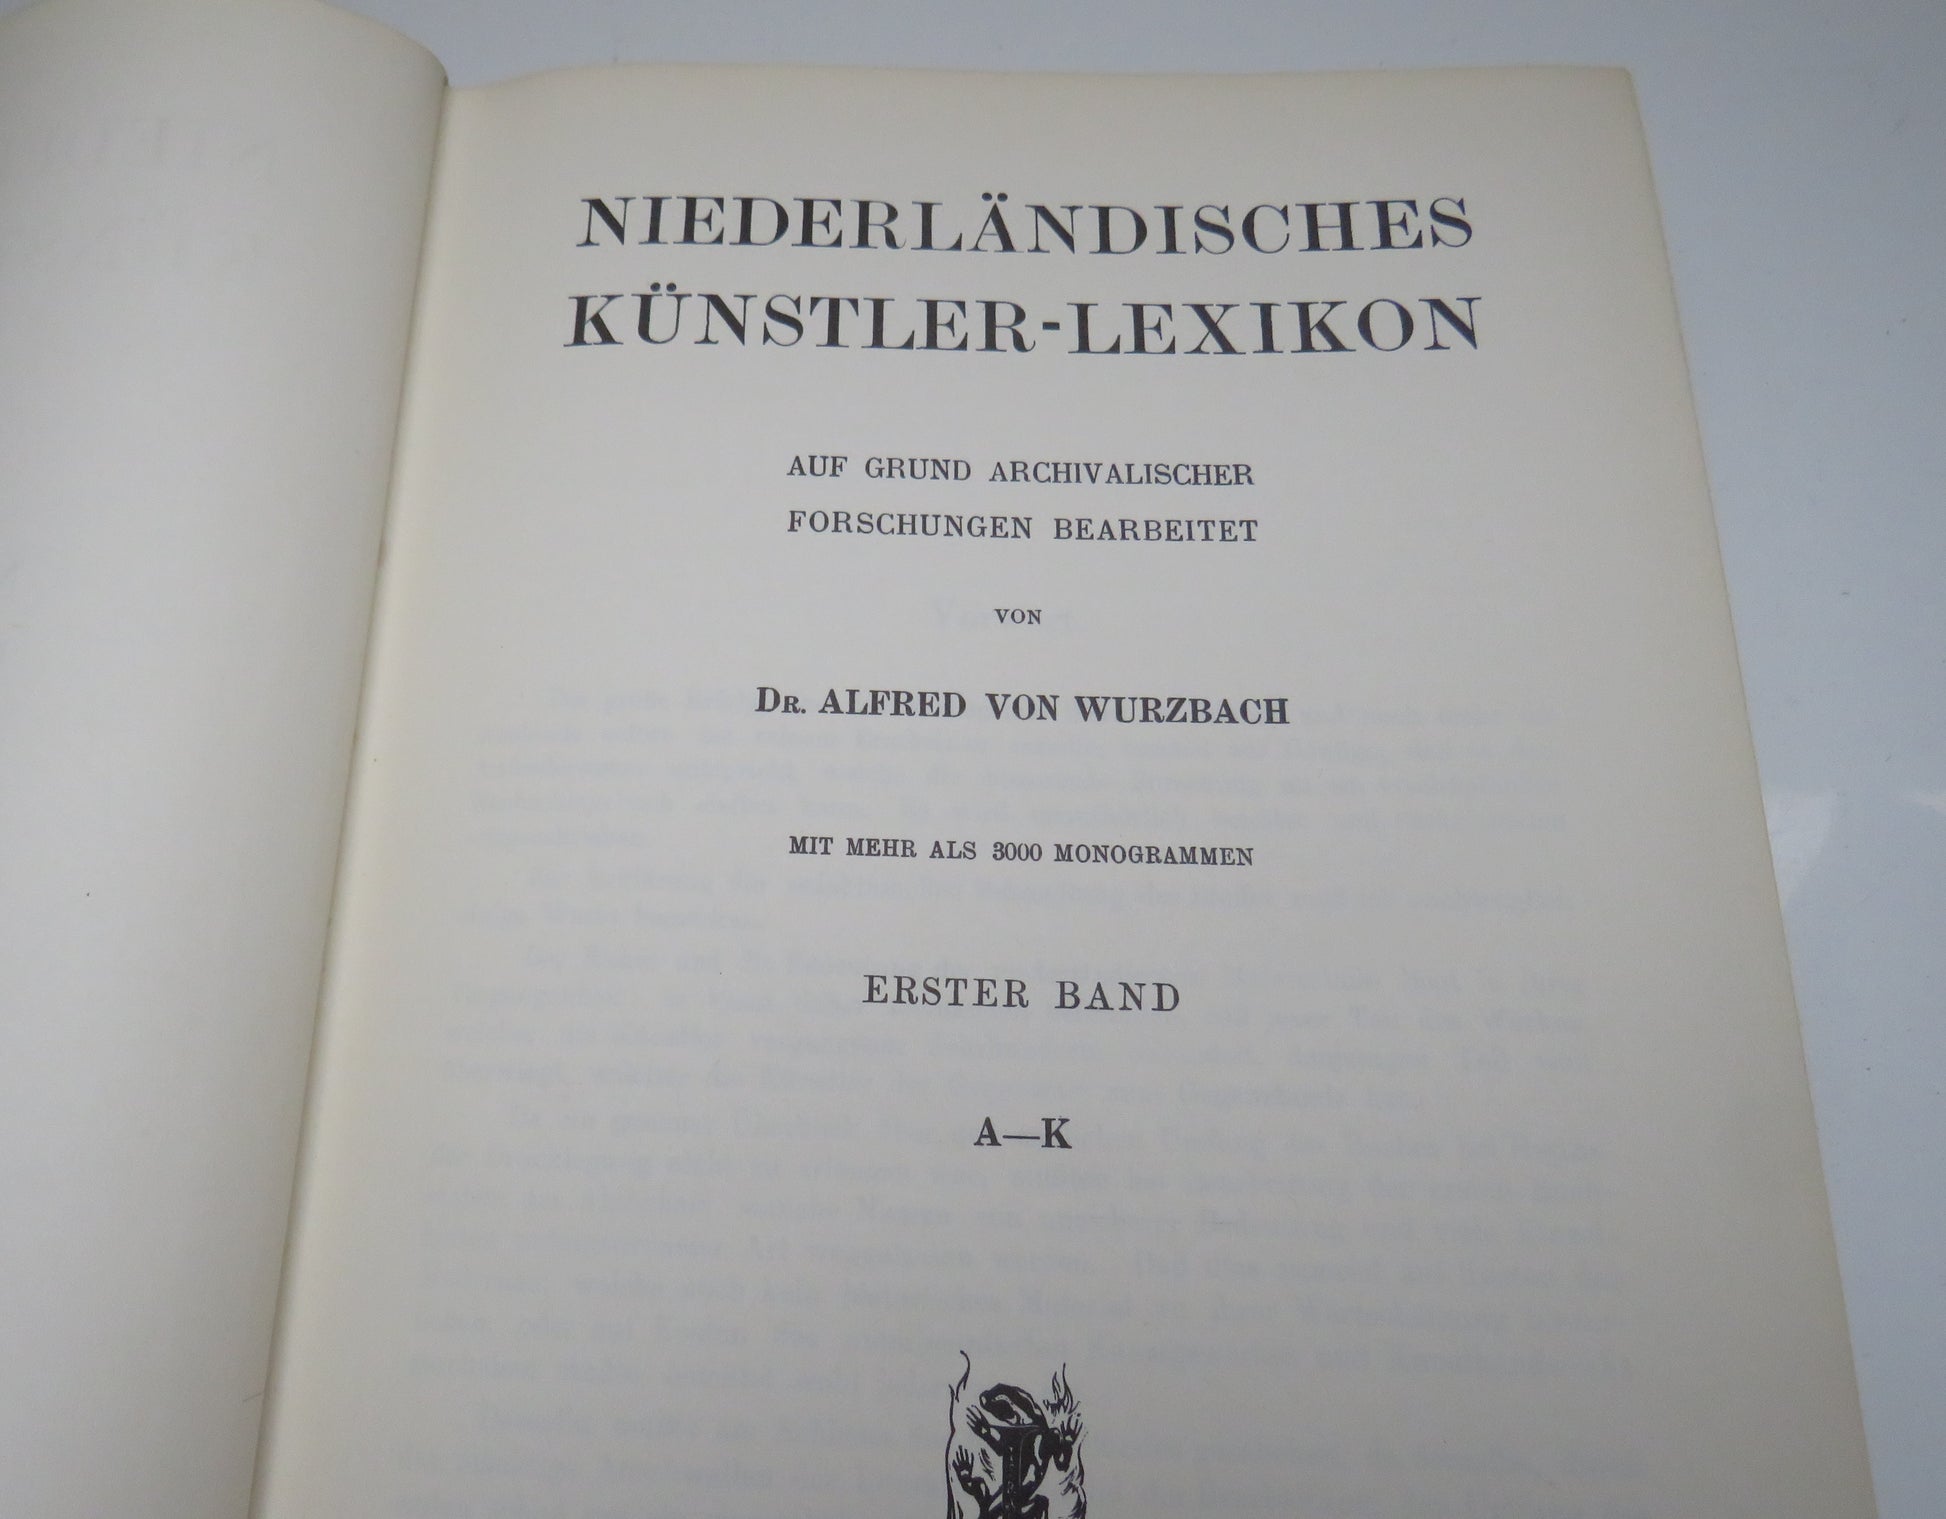 NIEDERLÄNDISCHES
KÜNSTLER-LEXIKON
AUF GRUND ARCHIVALISCHER
FORSCHUNGEN BEARBEITET
VON
DR. ALFRED VON WURZBACH
MIT MEHR ALS 3000 MONOGRAMMEN
ERSTER BAND
A—K